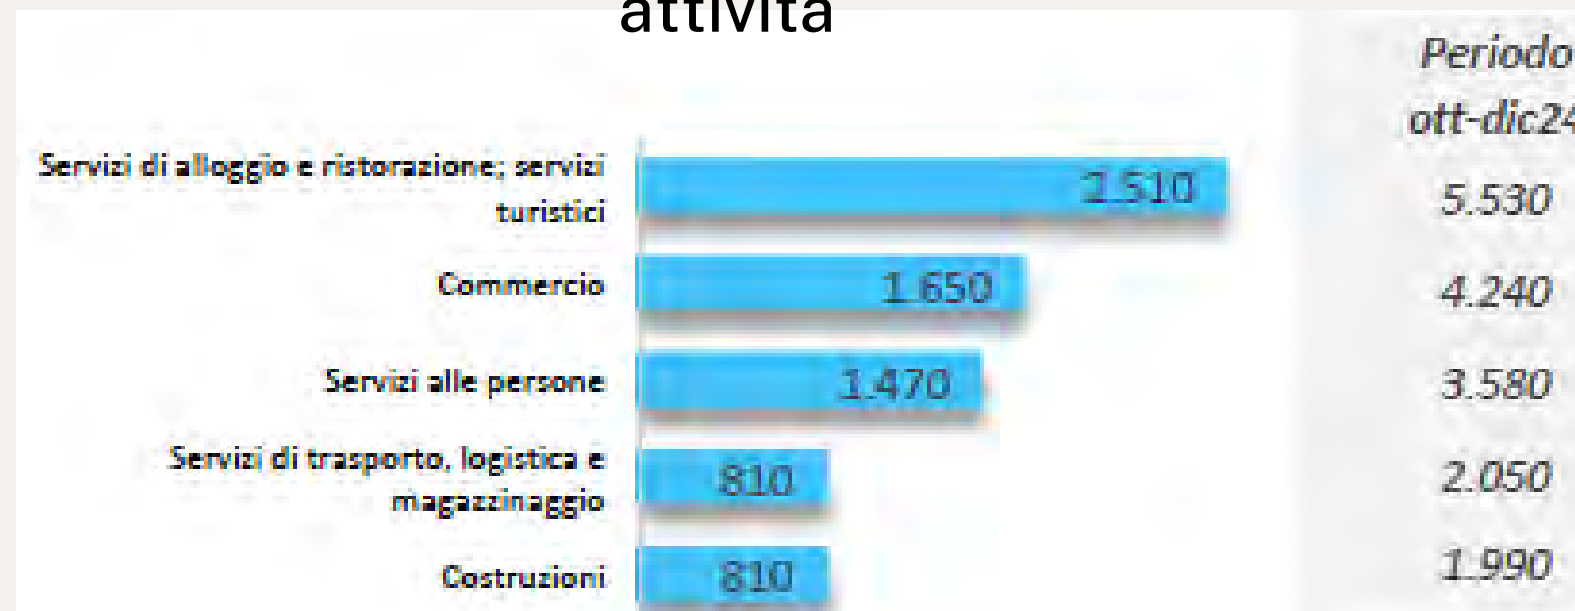 attività
Periodo
ott-dic24
Servizi di alloggio e ristorazione; servizi
turistici
2.510
5.530
Commercio
1.650
4.240
Servizi alle persone
1.470
3.580
Servizi di trasporto, logistica e
magazzinaggio
810
2.050
Costruzioni
810
1.990